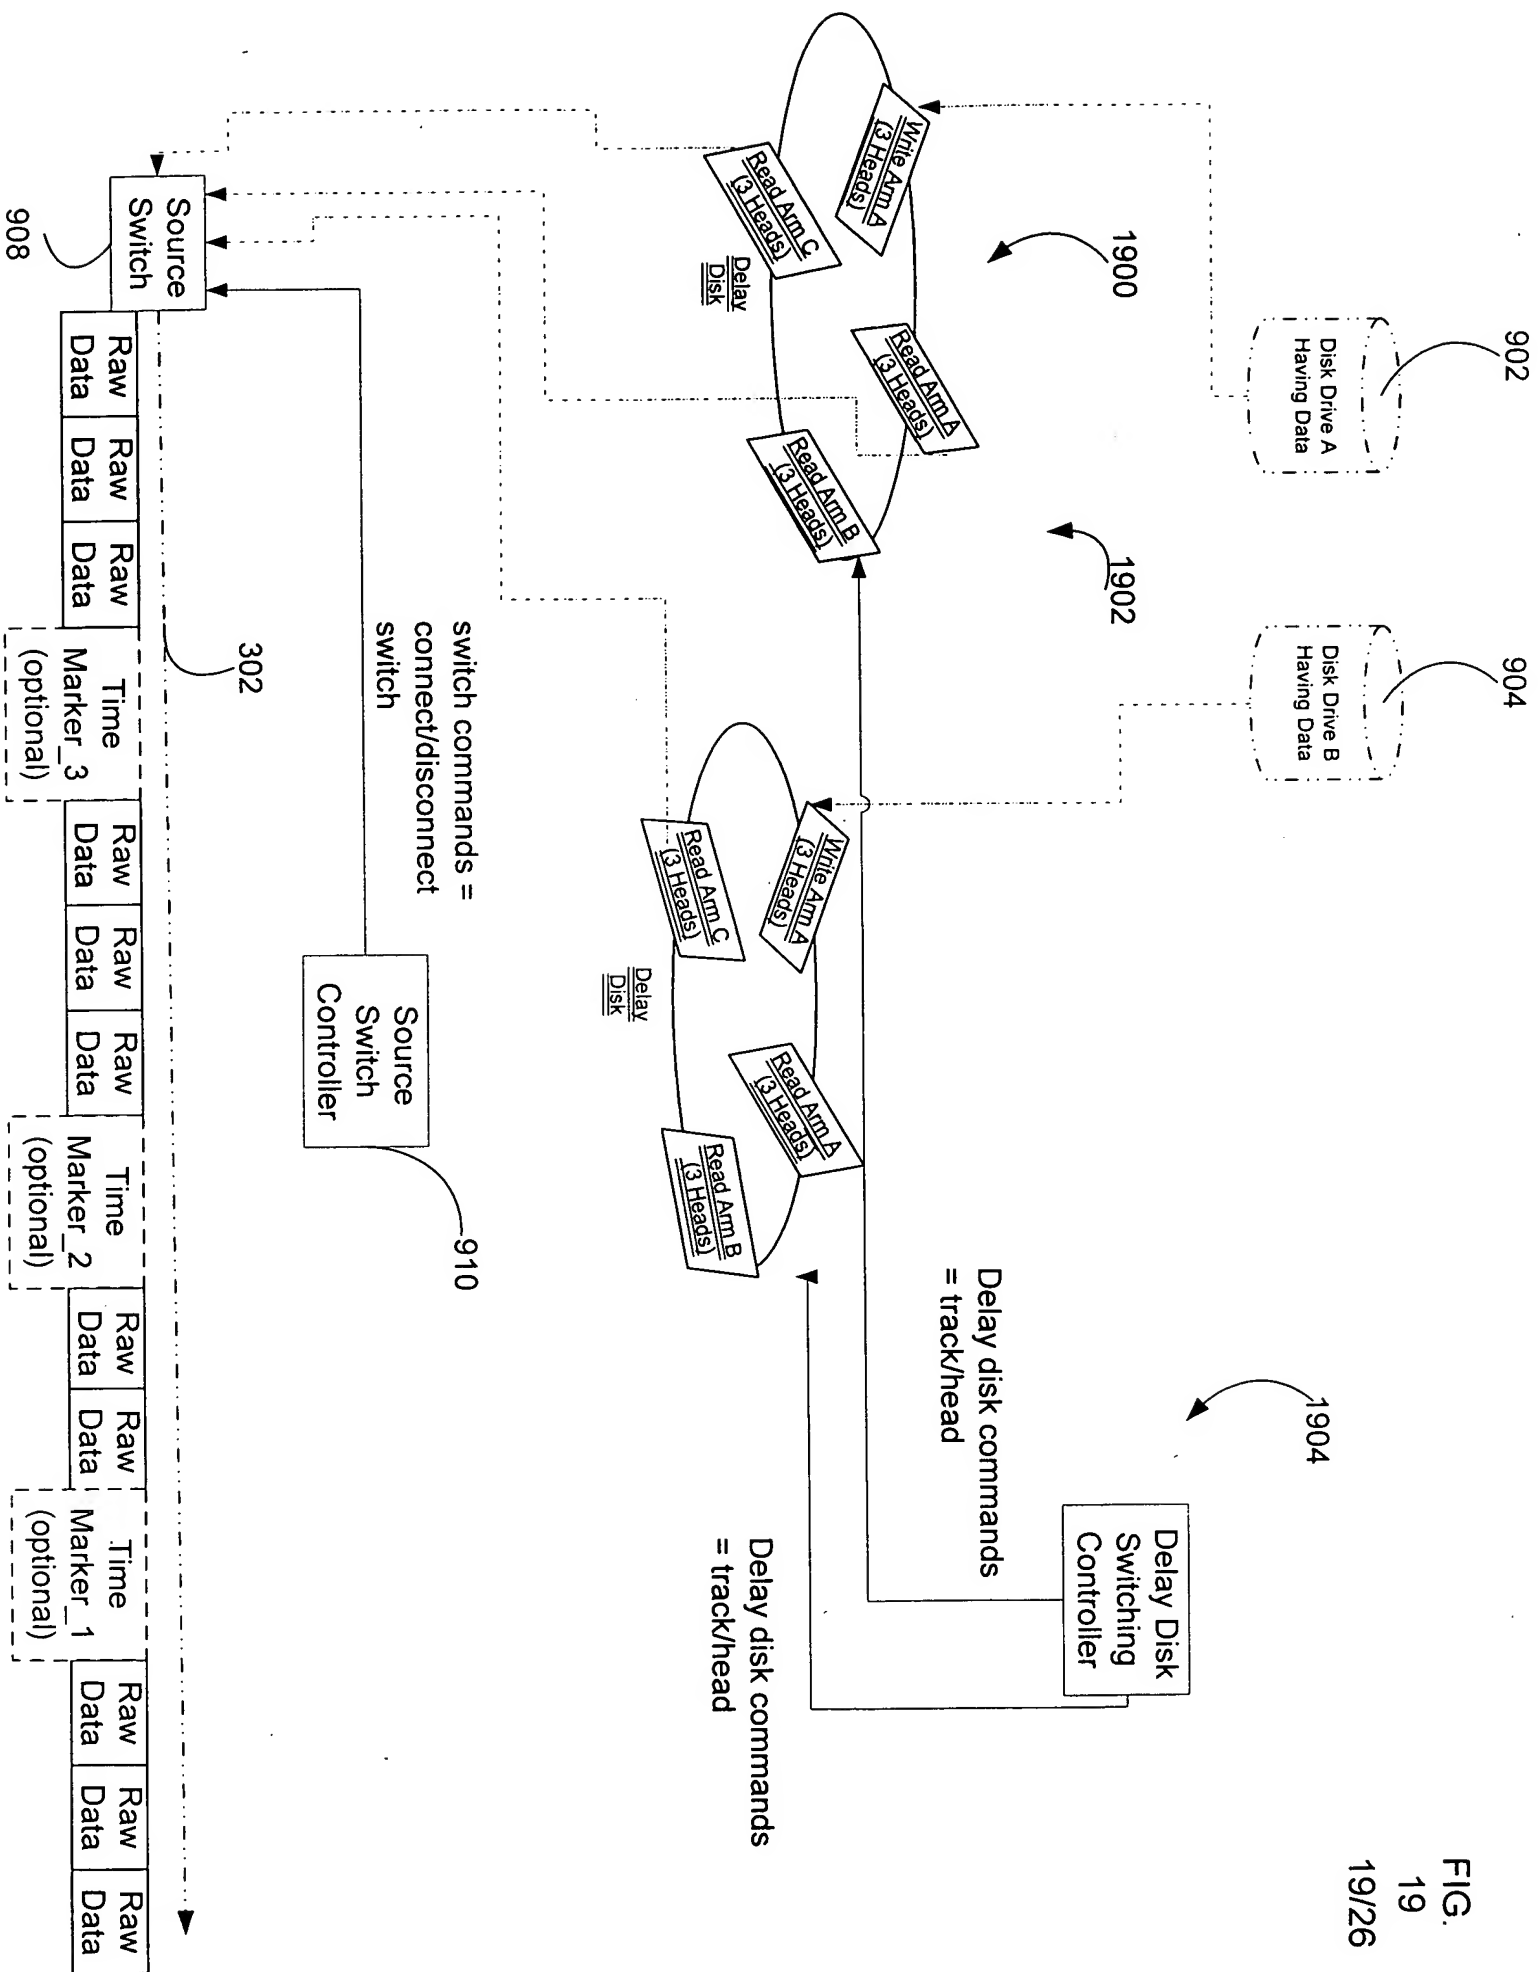 FIG.
19
19/26
902
Disk Drive A
Having Data
904
Disk Drive B
Having Data
1904
Delay Disk
Switching
Controller
1900
1902
Write Arm A
(3 Heads)
Read Arm A
(3 Heads)
Read Arm C
(3 Heads)
Read Arm B
(3 Heads)
Delay
Disk
Delay disk commands
= track/head
Delay disk commands
= track/head
Write Arm A
(3 Heads)
Read Arm A
(3 Heads)
Read Arm C
(3 Heads)
Read Arm B
(3 Heads)
Delay
Disk
switch commands =
connect/disconnect
switch
910
Source
Switch
Controller
302
Source
Switch
908
Raw
Data
Raw
Data
Raw
Data
Time
Marker_3
(optional)
Raw
Data
Raw
Data
Raw
Data
Time
Marker_2
(optional)
Raw
Data
Raw
Data
Time
Marker_1
(optional)
Raw
Data
Raw
Data
Raw
Data